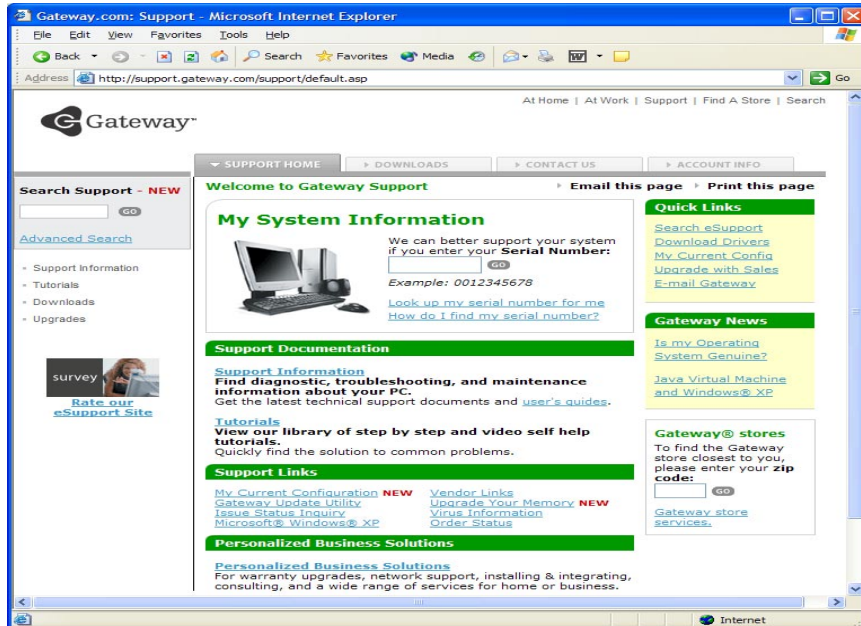 Gateway.com: Support - Microsoft Internet Explorer
File Edit View Favorites Tools Help
Back Search Favorites Media
Address http://support.gateway.com/support/default.asp Go
At Home | At Work | Support | Find A Store | Search
Gateway™
SUPPORT HOME DOWNLOADS CONTACT US ACCOUNT INFO
Search Support - NEW
GO
Advanced Search
Support Information
Tutorials
Downloads
Upgrades
survey
Rate our
eSupport Site
Welcome to Gateway Support
Email this page Print this page
My System Information
We can better support your system
if you enter your Serial Number:
GO
Example: 0012345678
Look up my serial number for me
How do I find my serial number?
Support Documentation
Support Information
Find diagnostic, troubleshooting, and maintenance
information about your PC.
Get the latest technical support documents and user's guides.
Tutorials
View our library of step by step and video self help
tutorials.
Quickly find the solution to common problems.
Support Links
My Current Configuration NEW Vendor Links
Gateway Update Utility Upgrade Your Memory NEW
Issue Status Inquiry Virus Information
Microsoft® Windows® XP Order Status
Personalized Business Solutions
Personalized Business Solutions
For warranty upgrades, network support, installing & integrating,
consulting, and a wide range of services for home or business.
Quick Links
Search eSupport
Download Drivers
My Current Config
Upgrade with Sales
E-mail Gateway
Gateway News
Is my Operating
System Genuine?
Java Virtual Machine
and Windows® XP
Gateway® stores
To find the Gateway
store closest to you,
please enter your zip
code:
GO
Gateway store
services.
Internet